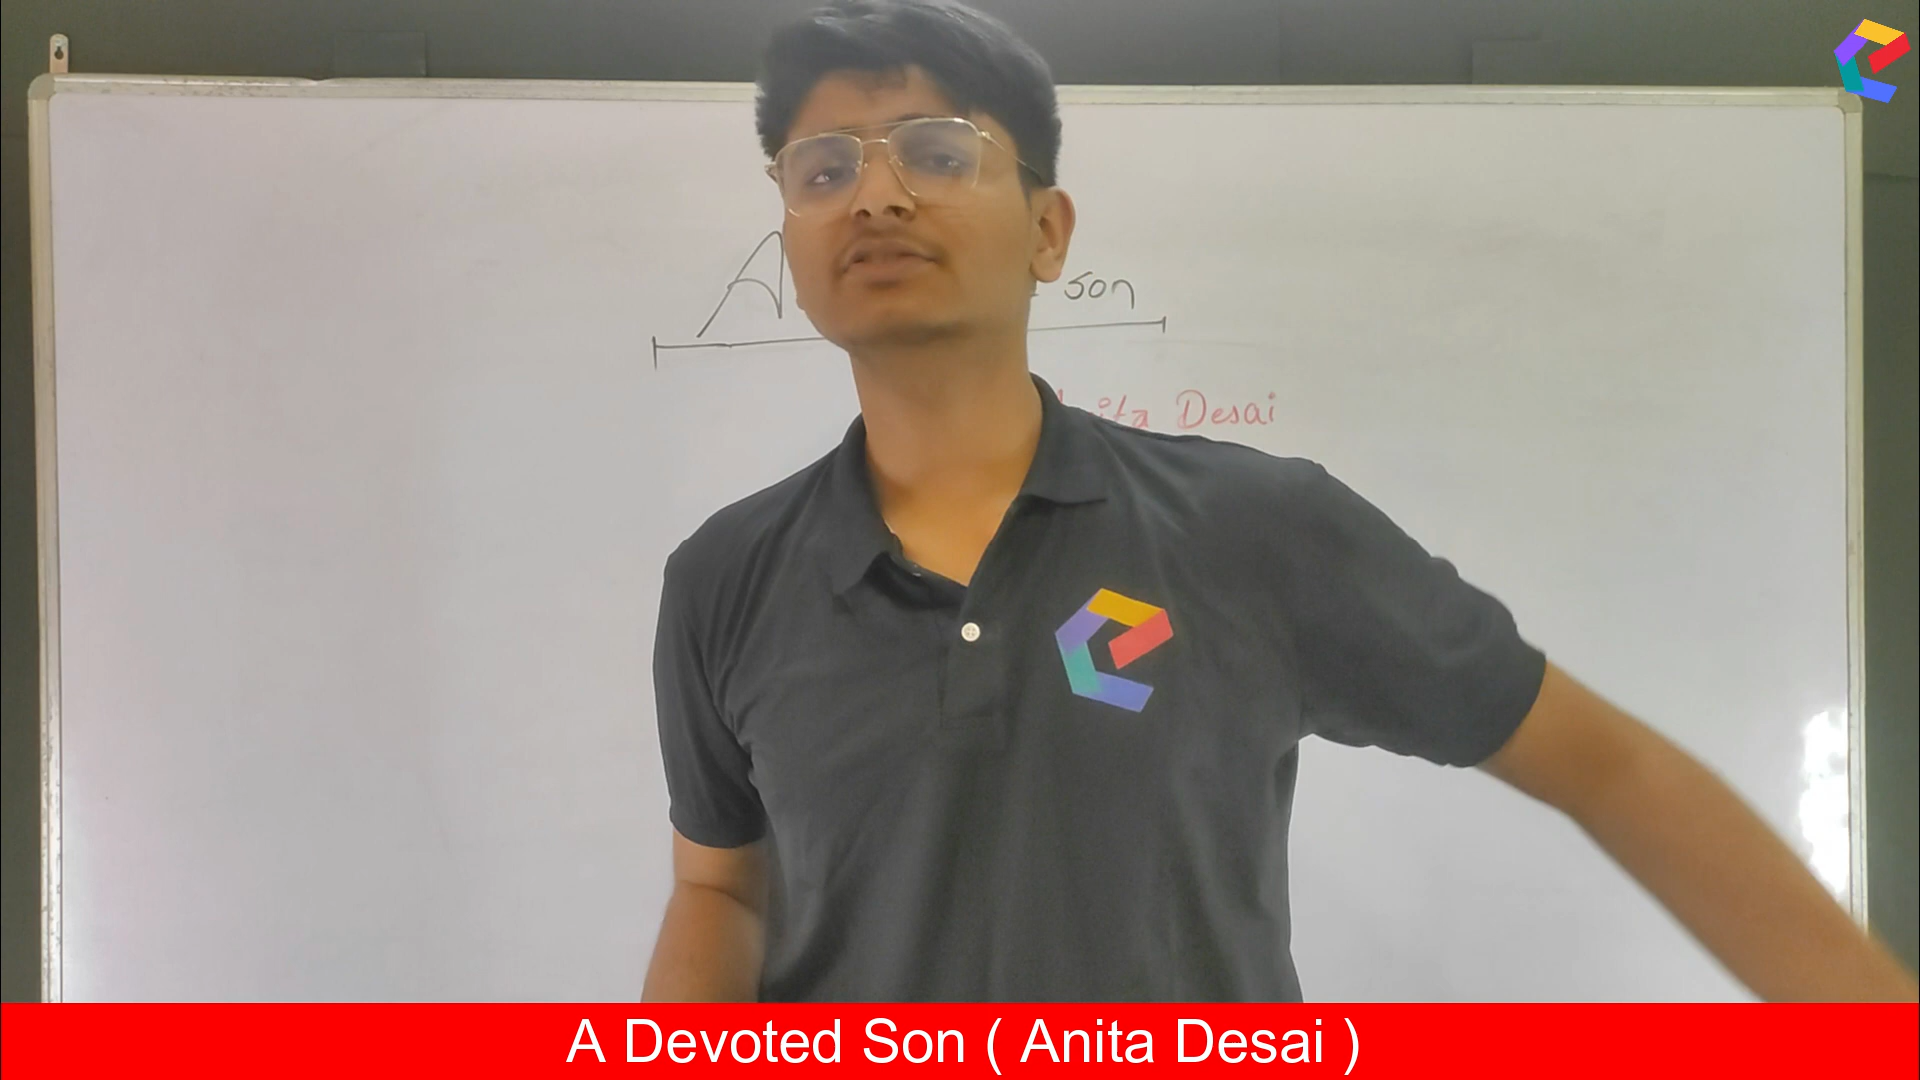 A son
Desai
A Devoted Son ( Anita Desai )